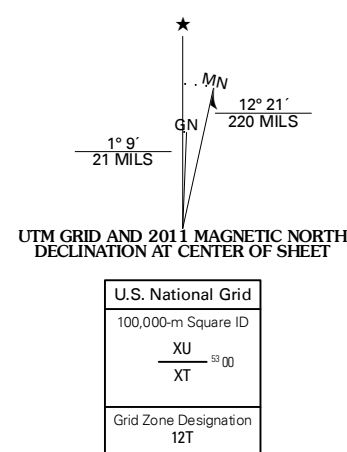 ★
MN
GN
12° 21´
220 MILS
1° 9´
21 MILS
UTM GRID AND 2011 MAGNETIC NORTH
DECLINATION AT CENTER OF SHEET
U.S. National Grid
100,000-m Square ID
XU
53 00
XT
Grid Zone Designation
12T